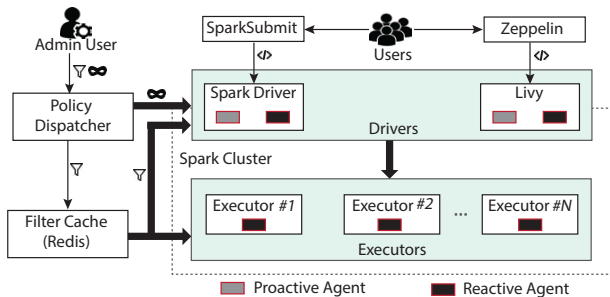 Admin User
SparkSubmit
Users
Zeppelin
</>
</>
Policy
Dispatcher
Spark Driver
Livy
Drivers
Spark Cluster
Filter Cache
(Redis)
Executor #1
Executor #2
...
Executor #N
Executors
Proactive Agent
Reactive Agent